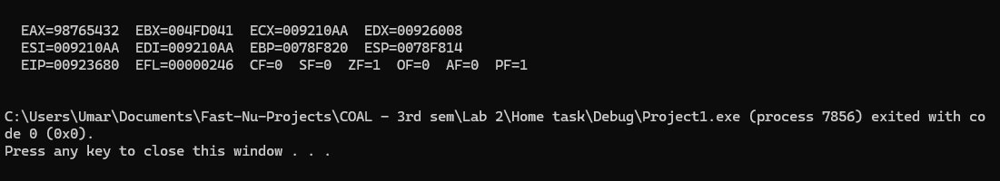 EAX=98765432  EBX=004FD041  ECX=009210AA  EDX=00926008
ESI=009210AA  EDI=009210AA  EBP=0078F820  ESP=0078F814
EIP=00923680  EFL=00000246  CF=0  SF=0  ZF=1  OF=0  AF=0  PF=1
C:\Users\Umar\Documents\Fast-Nu-Projects\COAL - 3rd sem\Lab 2\Home task\Debug\Project1.exe (process 7856) exited with co
de 0 (0x0).
Press any key to close this window . . .